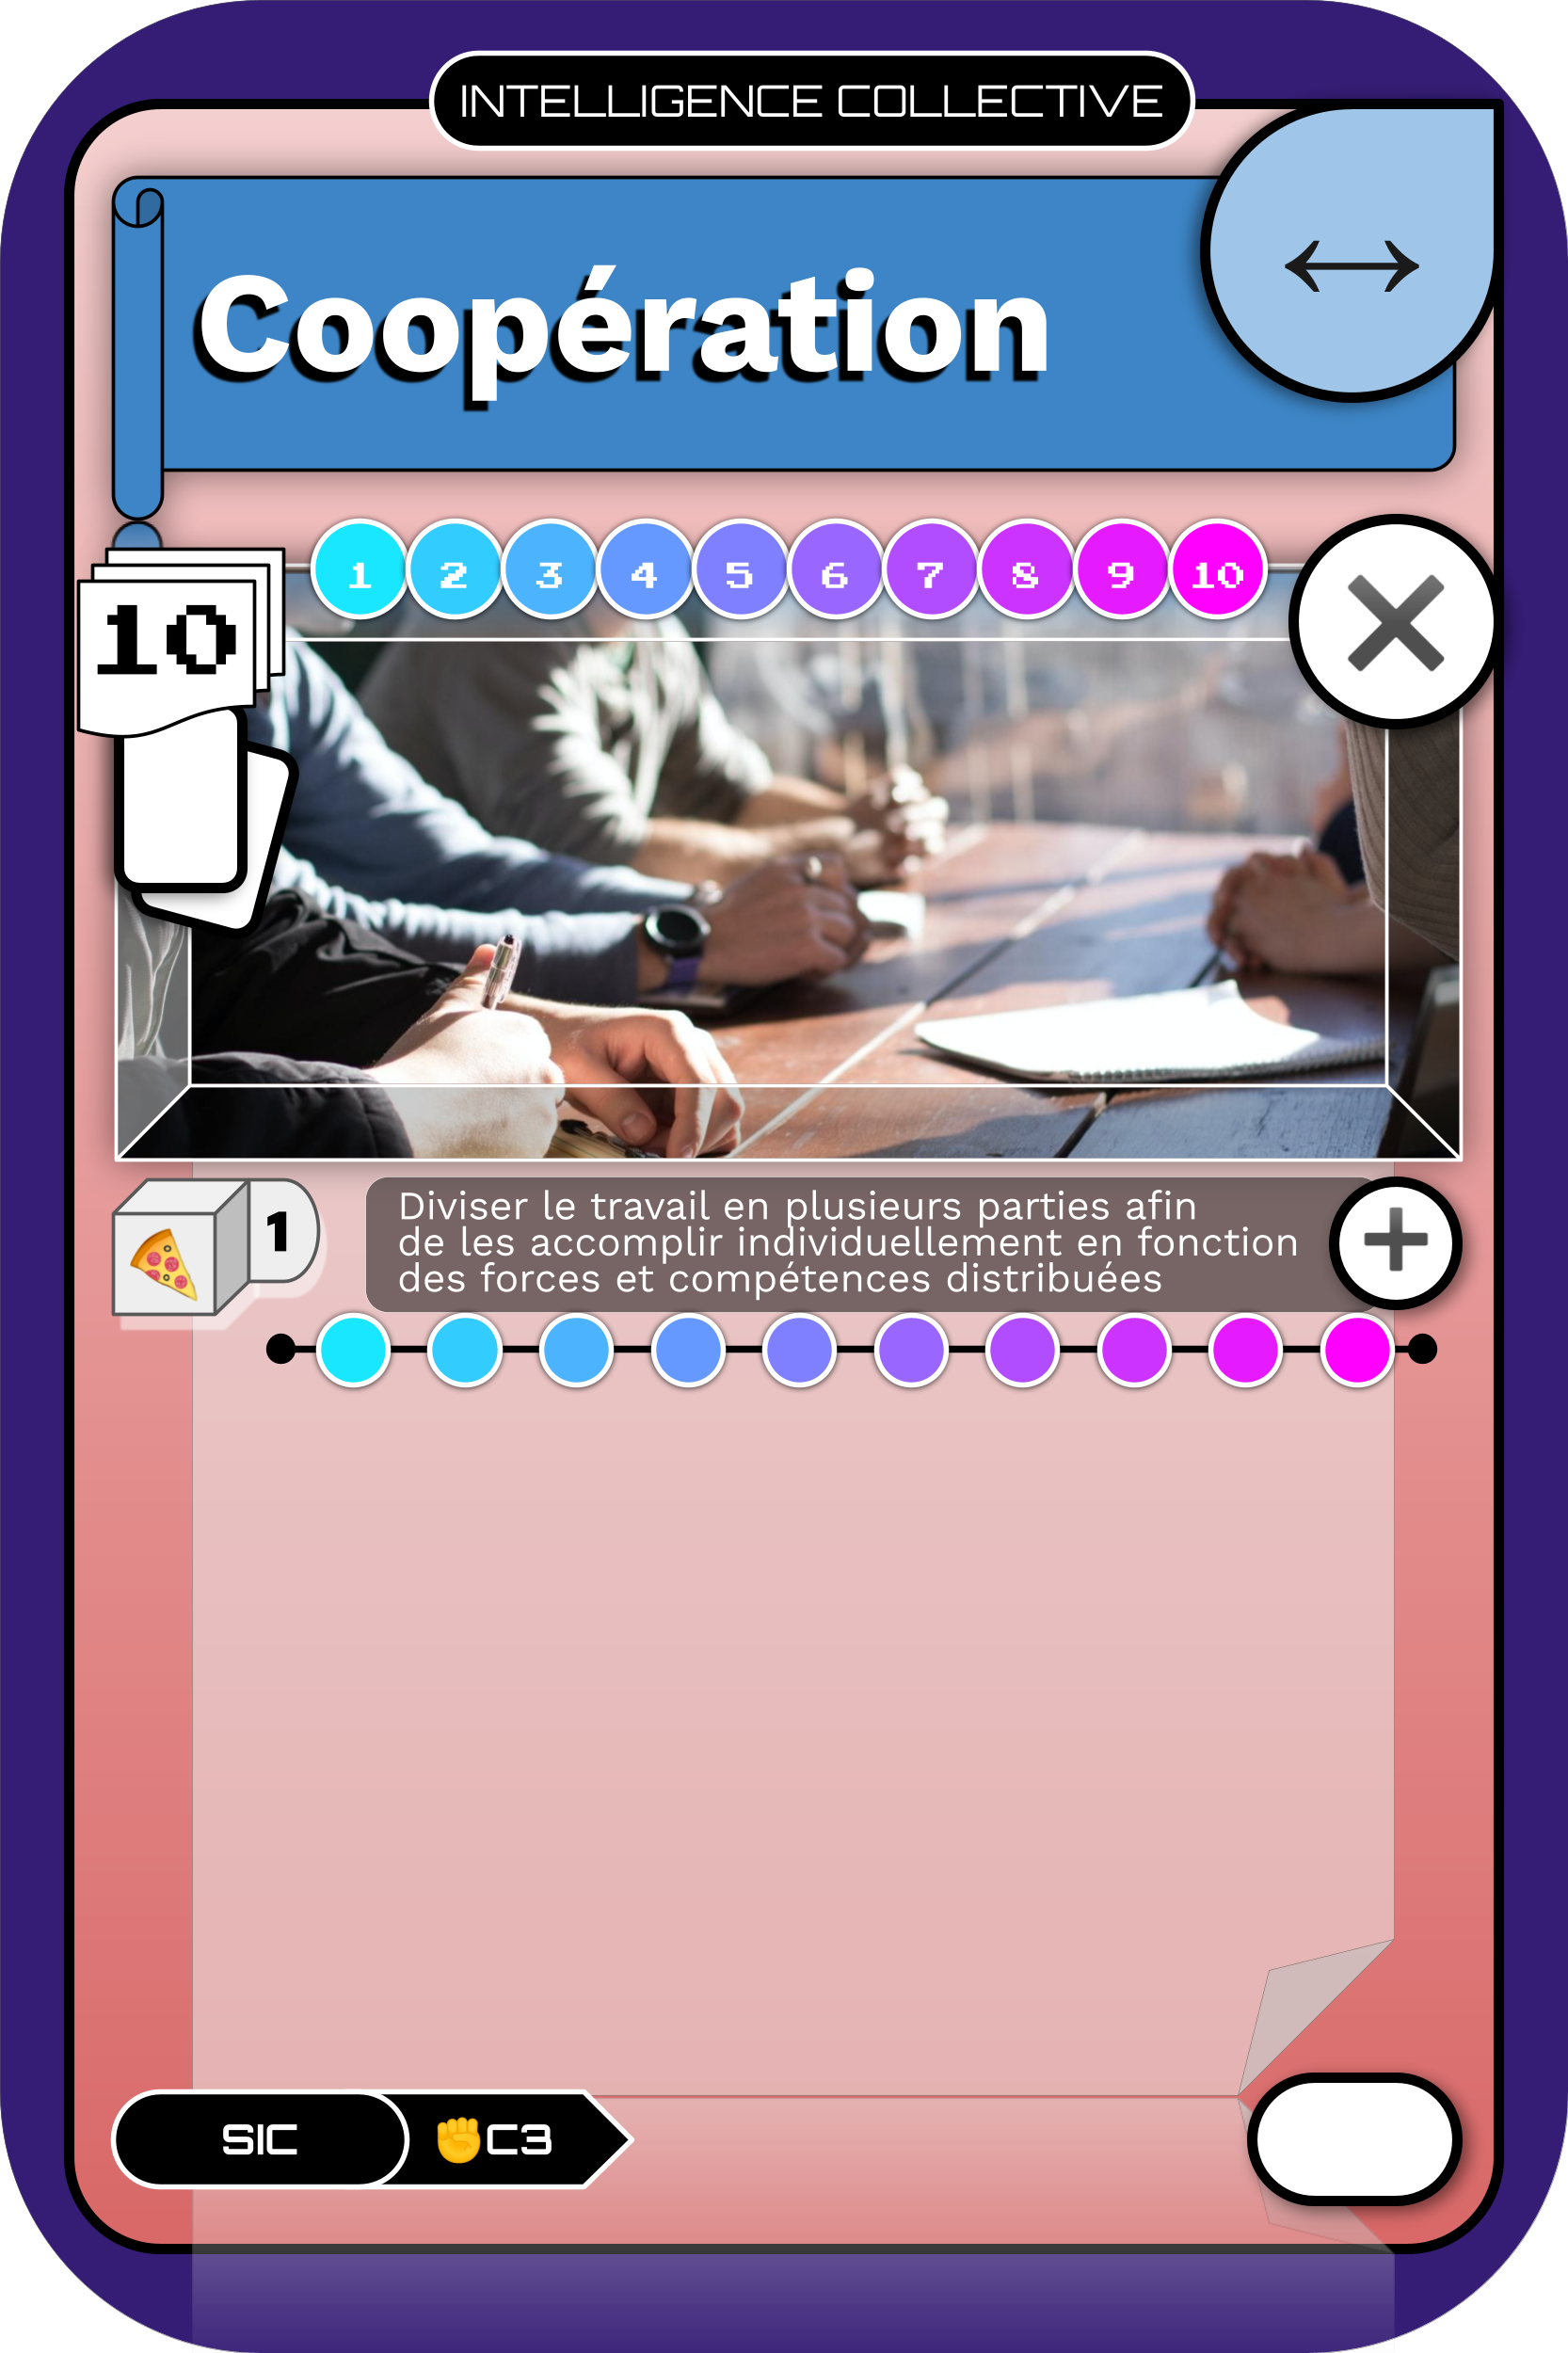 INTELLIGENCE COLLECTIVE
Coopération
1 2 3 4 5 6 7 8 9 10
10
1
Diviser le travail en plusieurs parties afin
de les accomplir individuellement en fonction
des forces et compétences distribuées
SIC ✊C3